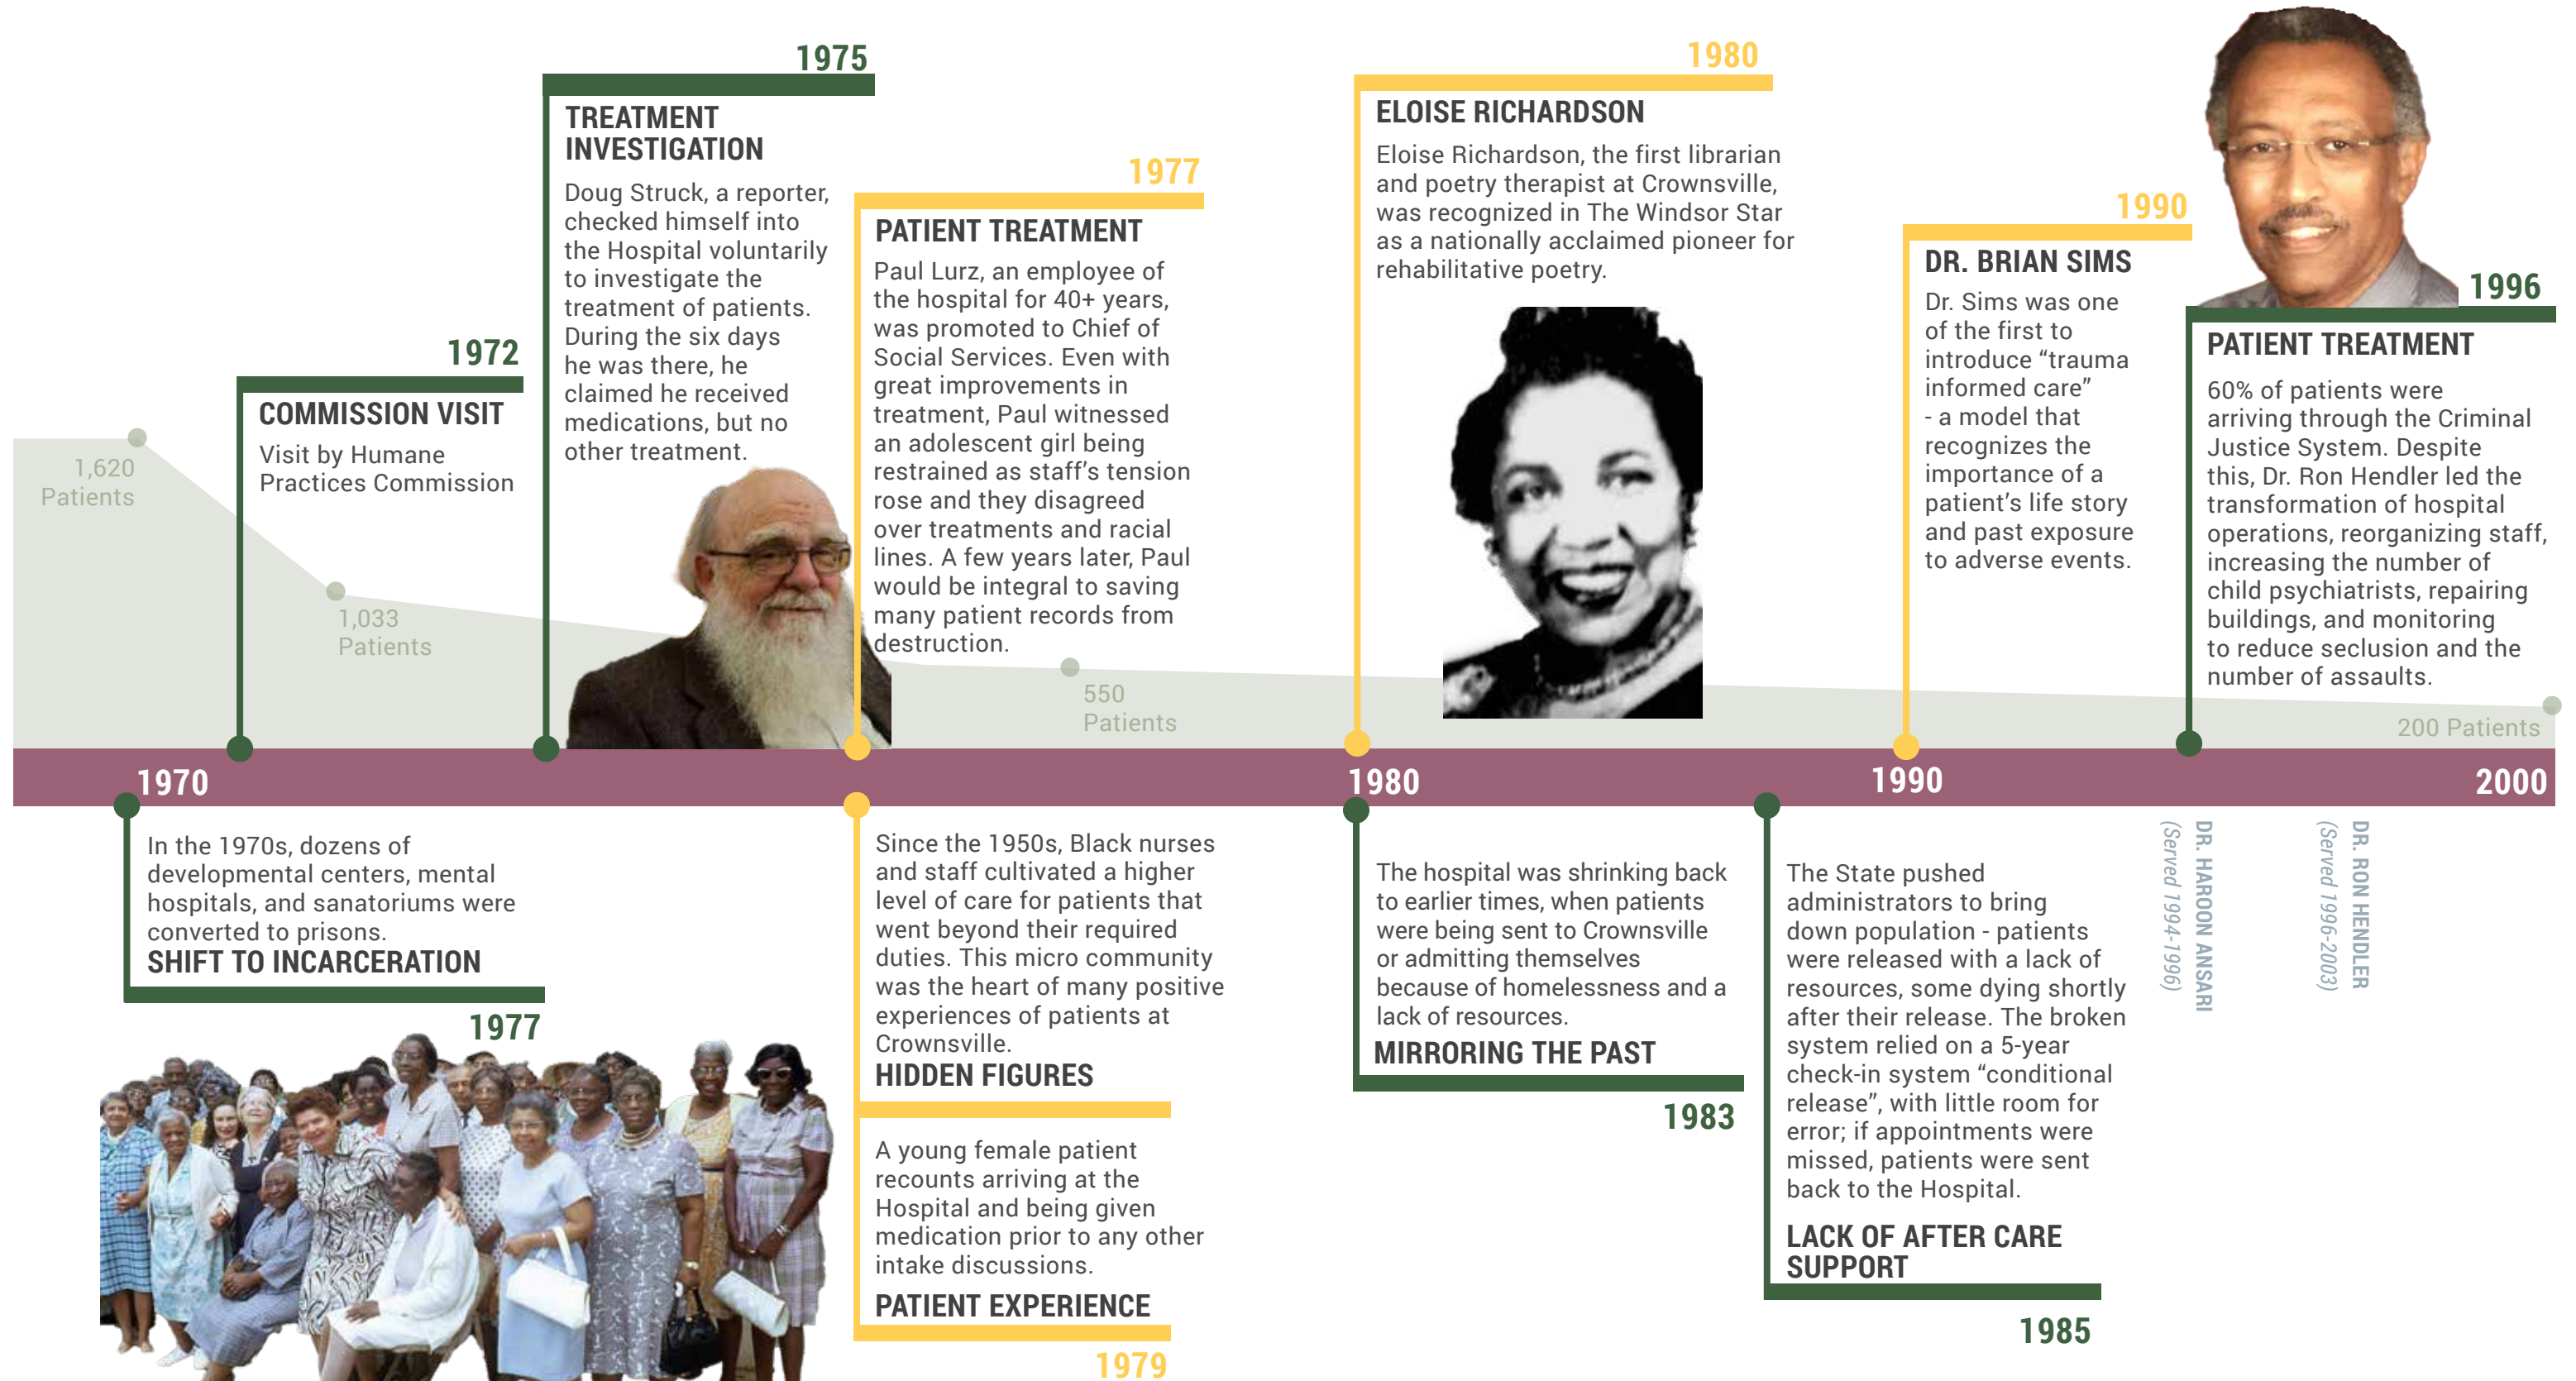 1975
TREATMENT
INVESTIGATION
Doug Struck, a reporter,
checked himself into
the Hospital voluntarily
to investigate the
treatment of patients.
During the six days
he was there, he
claimed he received
medications, but no
other treatment.
1972
COMMISSION VISIT
Visit by Humane
Practices Commission
1977
PATIENT TREATMENT
Paul Lurz, an employee of
the hospital for 40+ years,
was promoted to Chief of
Social Services. Even with
great improvements in
treatment, Paul witnessed
an adolescent girl being
restrained as staff's tension
rose and they disagreed
over treatments and racial
lines. A few years later, Paul
would be integral to saving
many patient records from
destruction.
1980
ELOISE RICHARDSON
Eloise Richardson, the first librarian
and poetry therapist at Crownsville,
was recognized in The Windsor Star
as a nationally acclaimed pioneer for
rehabilitative poetry.
1990
DR. BRIAN SIMS
Dr. Sims was one
of the first to
introduce “trauma
informed care”
- a model that
recognizes the
importance of a
patient's life story
and past exposure
to adverse events.
1996
PATIENT TREATMENT
60% of patients were
arriving through the Criminal
Justice System. Despite
this, Dr. Ron Hendler led the
transformation of hospital
operations, reorganizing staff,
increasing the number of
child psychiatrists, repairing
buildings, and monitoring
to reduce seclusion and the
number of assaults.
1,620
Patients
1,033
Patients
550
Patients
200 Patients
1970
1980
1990
2000
In the 1970s, dozens of
developmental centers, mental
hospitals, and sanatoriums were
converted to prisons.
SHIFT TO INCARCERATION
1977
Since the 1950s, Black nurses
and staff cultivated a higher
level of care for patients that
went beyond their required
duties. This micro community
was the heart of many positive
experiences of patients at
Crownsville.
HIDDEN FIGURES
A young female patient
recounts arriving at the
Hospital and being given
medication prior to any other
intake discussions.
PATIENT EXPERIENCE
1979
The hospital was shrinking back
to earlier times, when patients
were being sent to Crownsville
or admitting themselves
because of homelessness and a
lack of resources.
MIRRORING THE PAST
1983
The State pushed
administrators to bring
down population - patients
were released with a lack of
resources, some dying shortly
after their release. The broken
system relied on a 5-year
check-in system “conditional
release”, with little room for
error; if appointments were
missed, patients were sent
back to the Hospital.
LACK OF AFTER CARE
SUPPORT
1985
DR. HAROON ANSARI
(Served 1994-1996)
DR. RON HENDLER
(Served 1996-2003)